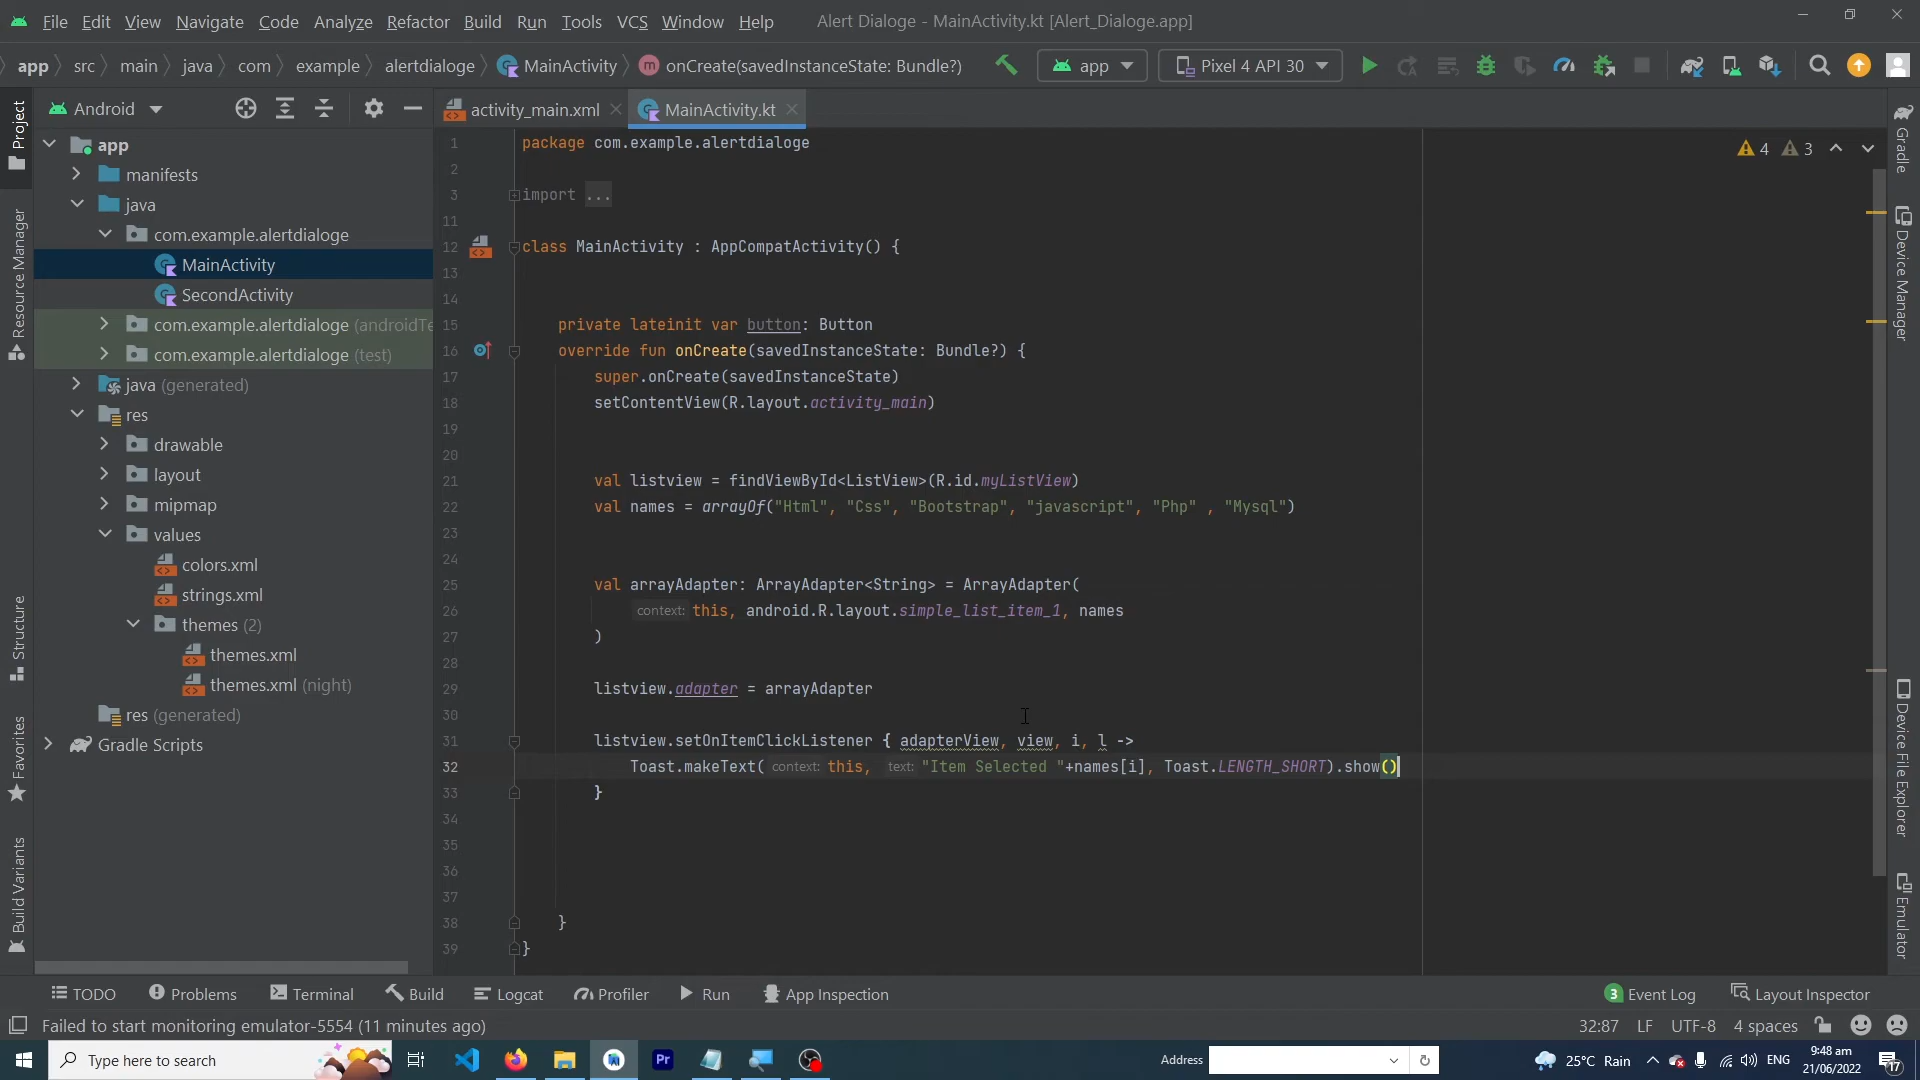 File Edit View Navigate Code Analyze Refactor Build Run Tools VCS Window Help Alert Dialoge - MainActivity.kt [Alert_Dialoge.app]
app src main java com example alertdialoge MainActivity onCreate(savedInstanceState: Bundle?) app Pixel 4 API 30
Android
activity_main.xml MainActivity.kt
Project
Resource Manager
Structure
Favorites
Build Variants
app
manifests
java
com.example.alertdialoge
MainActivity
SecondActivity
com.example.alertdialoge (androidTe
com.example.alertdialoge (test)
java (generated)
res
drawable
layout
mipmap
values
colors.xml
strings.xml
themes (2)
themes.xml
themes.xml (night)
res (generated)
Gradle Scripts
4 3
1 package com.example.alertdialoge
2
3 import ...
11
12 class MainActivity : AppCompatActivity() {
13
14
15 private lateinit var button: Button
16 override fun onCreate(savedInstanceState: Bundle?) {
17 super.onCreate(savedInstanceState)
18 setContentView(R.layout.activity_main)
19
20
21 val listview = findViewById<ListView>(R.id.myListView)
22 val names = arrayOf("Html", "Css", "Bootstrap", "javascript", "Php" , "Mysql")
23
24
25 val arrayAdapter: ArrayAdapter<String> = ArrayAdapter(
26 context: this, android.R.layout.simple_list_item_1, names
27 )
28
29 listview.adapter = arrayAdapter
30
31 listview.setOnItemClickListener { adapterView, view, i, l ->
32 Toast.makeText( context: this, text: "Item Selected "+names[i], Toast.LENGTH_SHORT).show()
33 }
34
35
36
37
38 }
39 }
Gradle
Device Manager
Device File Explorer
Emulator
TODO Problems Terminal Build Logcat Profiler Run App Inspection 3 Event Log Layout Inspector
Failed to start monitoring emulator-5554 (11 minutes ago) 32:87 LF UTF-8 4 spaces
Type here to search Pr Address 25°C Rain ENG 9:48 am
21/06/2022 17